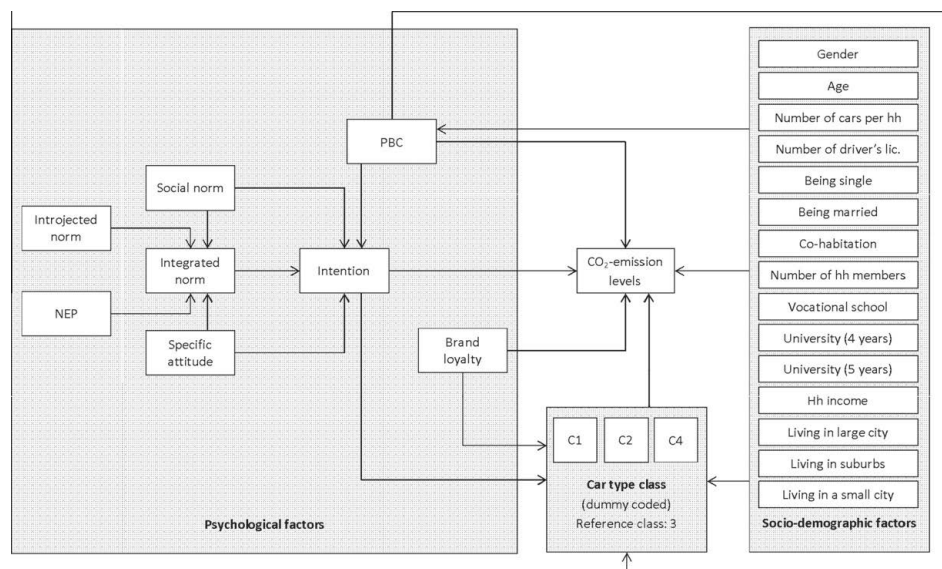 PBC
Social norm
Introjected
norm
Integrated
norm
Intention
CO₂-emission
levels
NEP
Specific
attitude
Brand
loyalty
C1
C2
C4
Car type class
(dummy coded)
Reference class: 3
Psychological factors
Gender
Age
Number of cars per hh
Number of driver's lic.
Being single
Being married
Co-habitation
Number of hh members
Vocational school
University (4 years)
University (5 years)
Hh income
Living in large city
Living in suburbs
Living in a small city
Socio-demographic factors